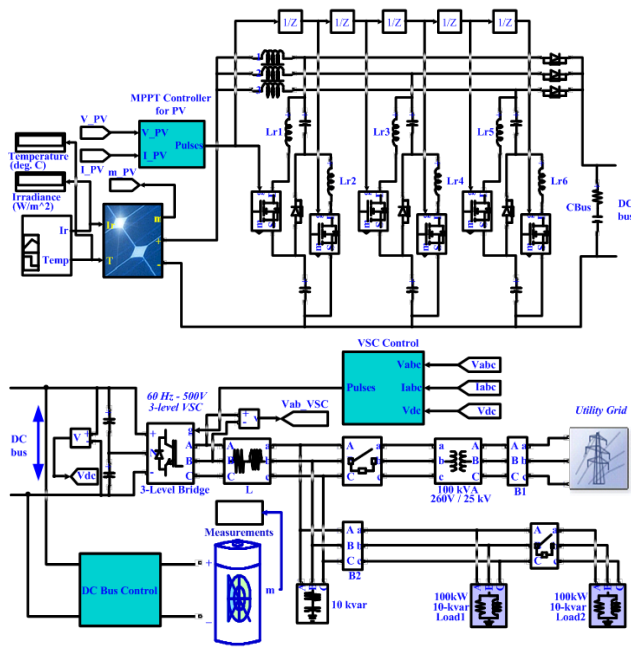 1/Z
1/Z
1/Z
1/Z
1/Z
MPPT Controller
for PV
V_PV
I_PV
V_PV
I_PV
Pulses
m_PV
Temperature
(deg. C)
Irradiance
(W/m^2)
Ir
Temp
Ir
T
m
+
-
1
2
3
Lr1
Lr2
Lr3
Lr4
Lr5
Lr6
CBus
DC
bus
VSC Control
Pulses
Vabc
Iabc
Vdc
Vabc
Iabc
Vdc
60 Hz - 500V
3-level VSC
Vab_VSC
Utility Grid
DC
bus
V
Vdc
+
N
-
g
A
B
C
3-Level Bridge
L
A
B
C
a
b
c
a
b
c
A
B
C
100 kVA
260V / 25 kV
A
B
C
a
b
c
B1
Measurements
DC Bus Control
+
m
–
A
B
C
a
b
c
B2
10 kvar
100kW
10-kvar
Load1
A
C
a
b
c
100kW
10-kvar
Load2